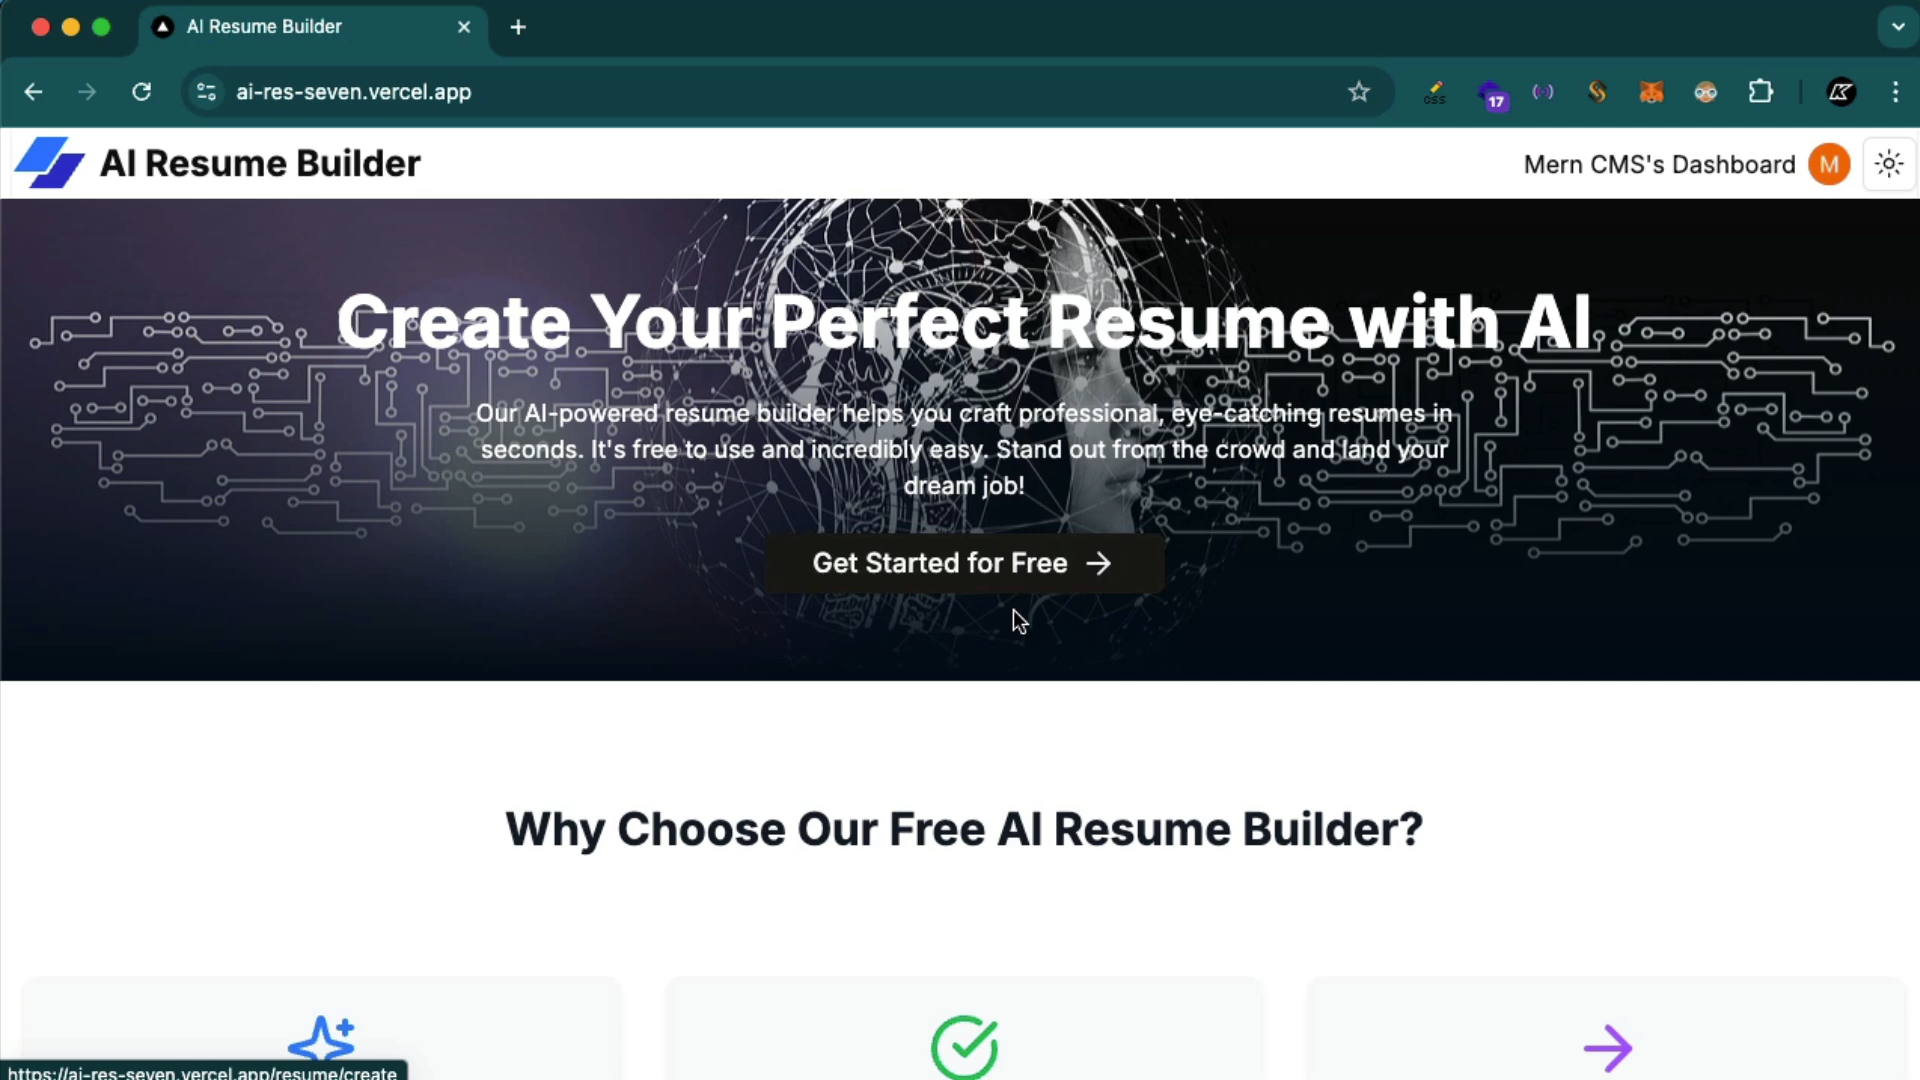 AI Resume Builder
ai-res-seven.vercel.app
css
17
AI Resume Builder
Mern CMS's Dashboard
M
Create Your Perfect Resume with AI
Our AI-powered resume builder helps you craft professional, eye-catching resumes in
seconds. It's free to use and incredibly easy. Stand out from the crowd and land your
dream job!
Get Started for Free
Why Choose Our Free AI Resume Builder?
https://ai-res-seven.vercel.app/resume/create